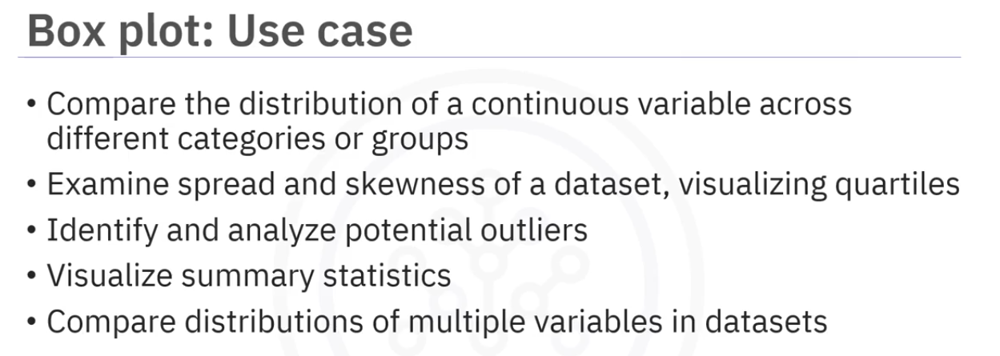 Box plot: Use case
• Compare the distribution of a continuous variable across
different categories or groups
• Examine spread and skewness of a dataset, visualizing quartiles
• Identify and analyze potential outliers
• Visualize summary statistics
• Compare distributions of multiple variables in datasets